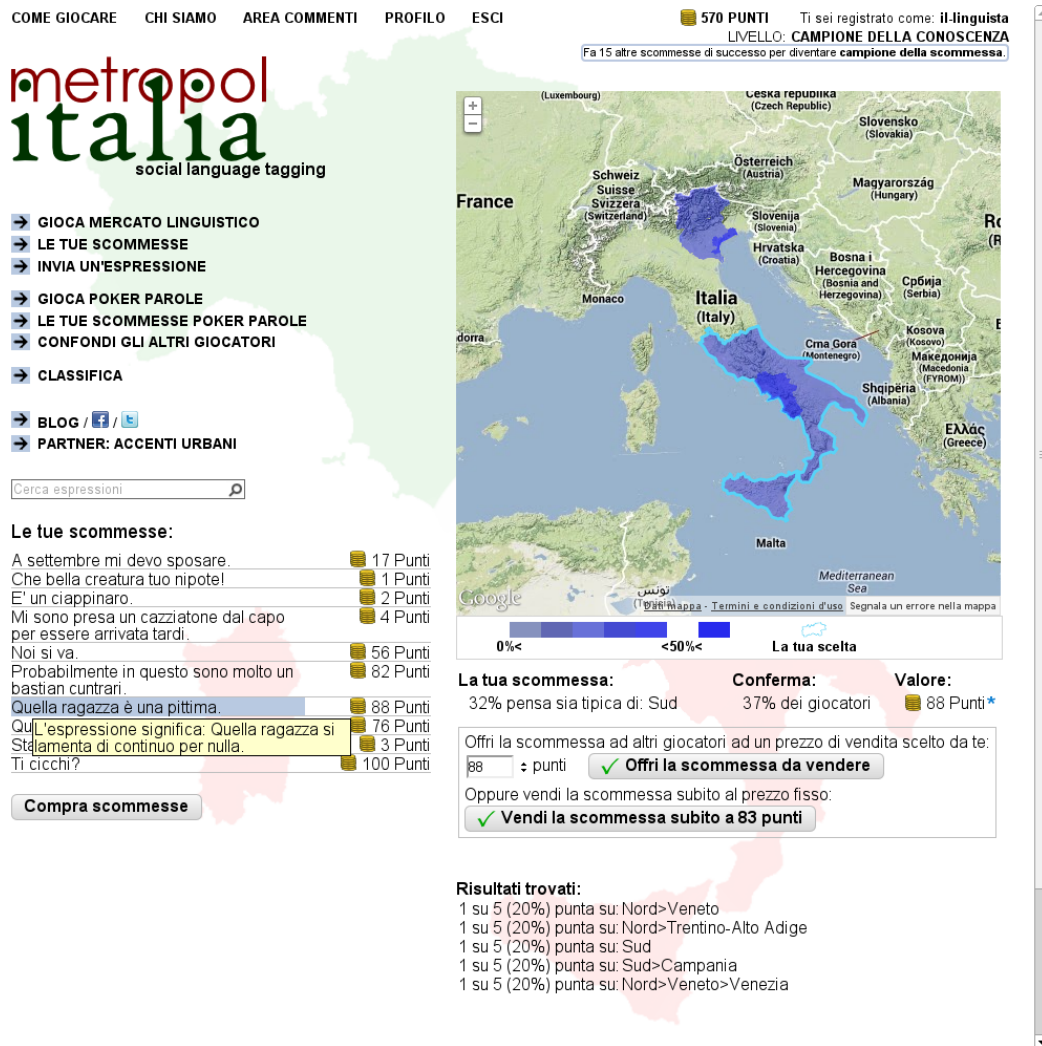 COME GIOCARE CHI SIAMO AREA COMMENTI PROFILO ESCI
570 PUNTI Ti sei registrato come: il-linguista
LIVELLO: CAMPIONE DELLA CONOSCENZA
Fa 15 altre scommesse di successo per diventare campione della scommessa.
metropol
italia
social language tagging
GIOCA MERCATO LINGUISTICO
LE TUE SCOMMESSE
INVIA UN'ESPRESSIONE
GIOCA POKER PAROLE
LE TUE SCOMMESSE POKER PAROLE
CONFONDI GLI ALTRI GIOCATORI
CLASSIFICA
BLOG / f / t
PARTNER: ACCENTI URBANI
Cerca espressioni
Le tue scommesse:
A settembre mi devo sposare. 17 Punti
Che bella creatura tuo nipote! 1 Punti
E' un ciappinaro. 2 Punti
Mi sono presa un cazziatone dal capo 4 Punti
per essere arrivata tardi.
Noi si va. 56 Punti
Probabilmente in questo sono molto un 82 Punti
bastian cuntrari.
Quella ragazza è una pittima. 88 Punti
Qu 76 Punti
L'espressione significa: Quella ragazza si
lamenta di continuo per nulla.
Sta 3 Punti
Ti cicchi? 100 Punti
Compra scommesse
+
−
(Luxembourg)
Česká republika
(Czech Republic)
Slovensko
(Slovakia)
Österreich
(Austria)
Schweiz
Suisse
Svizzera
(Switzerland)
Magyarország
(Hungary)
France
Slovenija
(Slovenia)
Ro
(R
Hrvatska
(Croatia)
Bosna i
Hercegovina
(Bosnia and
Herzegovina)
Србија
(Serbia)
Monaco
Italia
(Italy)
dorra
Crna Gora
(Montenegro)
Kosova
(Kosovo)
Македонија
(Macedonia
(FYROM))
Shqipëria
(Albania)
Ελλάς
(Greece)
Malta
Mediterranean
Sea
تونس
(Tunisia)
Google
Dati mappa - Termini e condizioni d'uso Segnala un errore nella mappa
0%< <50%< La tua scelta
La tua scommessa: Conferma: Valore:
32% pensa sia tipica di: Sud 37% dei giocatori 88 Punti*
Offri la scommessa ad altri giocatori ad un prezzo di vendita scelto da te:
88 punti Offri la scommessa da vendere
Oppure vendi la scommessa subito al prezzo fisso:
Vendi la scommessa subito a 83 punti
Risultati trovati:
1 su 5 (20%) punta su: Nord>Veneto
1 su 5 (20%) punta su: Nord>Trentino-Alto Adige
1 su 5 (20%) punta su: Sud
1 su 5 (20%) punta su: Sud>Campania
1 su 5 (20%) punta su: Nord>Veneto>Venezia